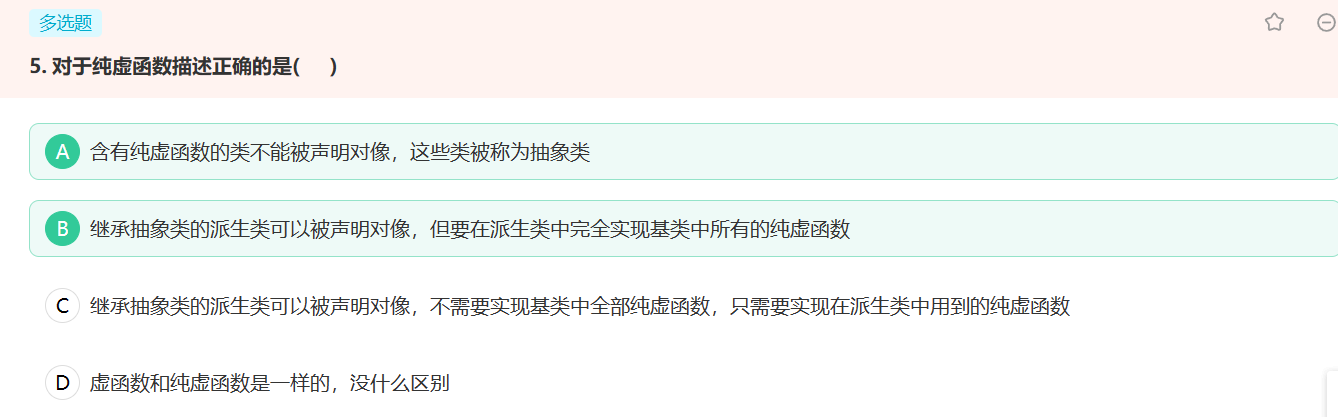 多选题
5. 对于纯虚函数描述正确的是( )
A 含有纯虚函数的类不能被声明对像，这些类被称为抽象类
B 继承抽象类的派生类可以被声明对像，但要在派生类中完全实现基类中所有的纯虚函数
C 继承抽象类的派生类可以被声明对像，不需要实现基类中全部纯虚函数，只需要实现在派生类中用到的纯虚函数
D 虚函数和纯虚函数是一样的，没什么区别